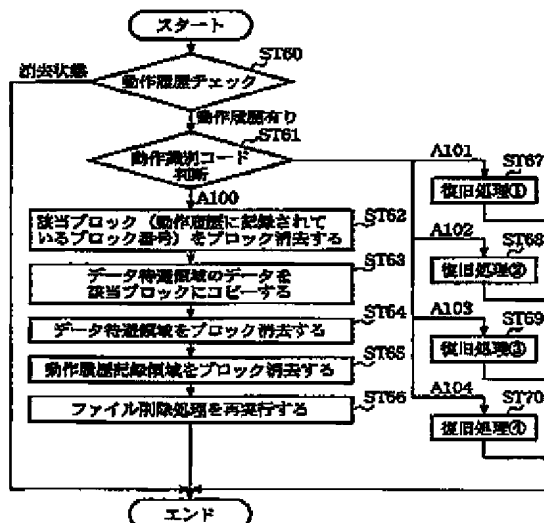 スタート
ST60
消去状態
動作履歴チェック
動作履歴有り
ST61
動作識別コード
判断
A100
A101
ST67
復旧処理①
該当ブロック（動作履歴に記録されて
いるブロック番号）をブロック消去する
ST62
A102
ST68
復旧処理②
データ待避領域のデータを
該当ブロックにコピーする
ST63
データ待避領域をブロック消去する
ST64
A103
ST69
復旧処理③
動作履歴記録領域をブロック消去する
ST65
ファイル削除処理を再実行する
ST66
A104
ST70
復旧処理④
エンド